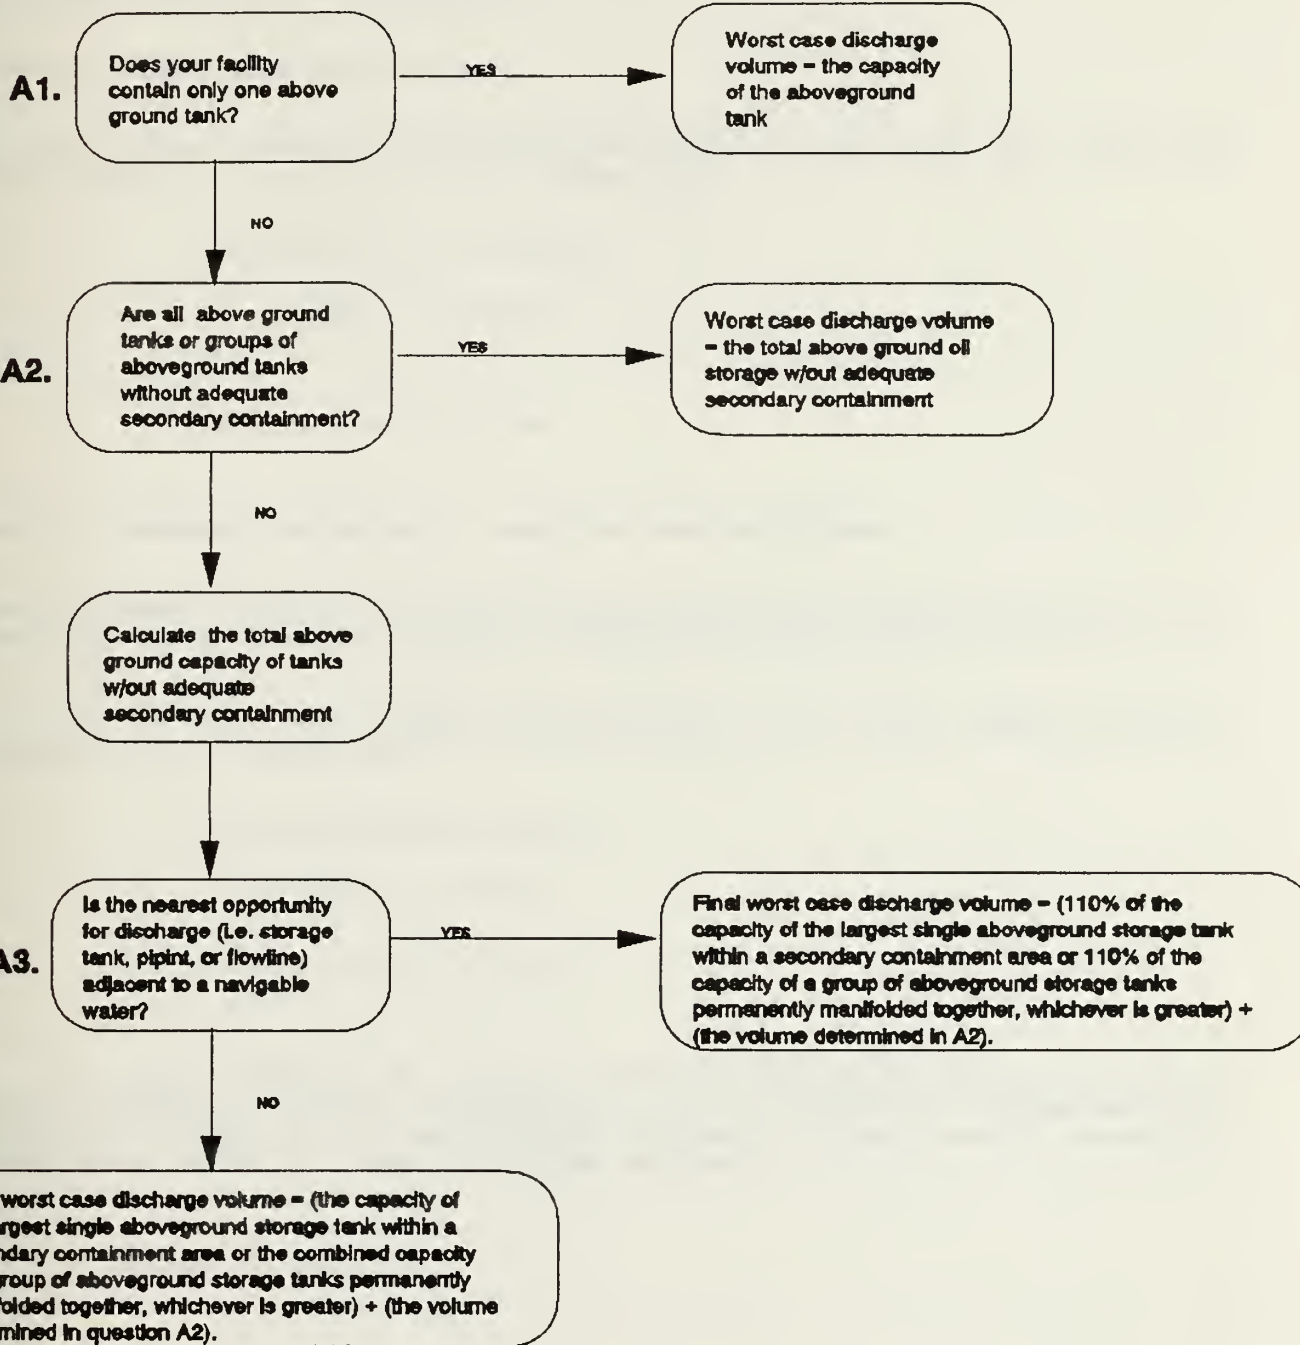 A1.
Does your facility
contain only one above
ground tank?
YES
Worst case discharge
volume = the capacity
of the aboveground
tank
NO
A2.
Are all above ground
tanks or groups of
aboveground tanks
without adequate
secondary containment?
YES
Worst case discharge volume
= the total above ground oil
storage w/out adequate
secondary containment
NO
Calculate the total above
ground capacity of tanks
w/out adequate
secondary containment
A3.
Is the nearest opportunity
for discharge (i.e. storage
tank, pipint, or flowline)
adjacent to a navigable
water?
YES
Final worst case discharge volume = (110% of the
capacity of the largest single aboveground storage tank
within a secondary containment area or 110% of the
capacity of a group of aboveground storage tanks
permanently manifolded together, whichever is greater) +
(the volume determined in A2).
NO
worst case discharge volume = (the capacity of
rgest single aboveground storage tank within a
ndary containment area or the combined capacity
group of aboveground storage tanks permanently
folded together, whichever is greater) + (the volume
mined in question A2).